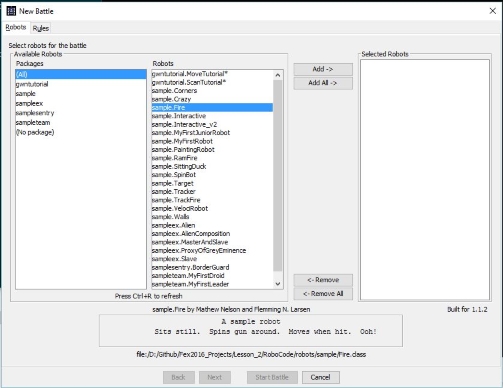 New Battle
Robots Rules
Select robots for the battle
Available Robots
Selected Robots
Packages
(All)
gwntutorial
sample
sampleex
samplesentry
sampleteam
(No package)
Robots
gwntutorial.MoveTutorial*
gwntutorial.ScanTutorial*
sample.Corners
sample.Crazy
sample.Fire
sample.Interactive
sample.Interactive_v2
sample.MyFirstJuniorRobot
sample.MyFirstRobot
sample.PaintingRobot
sample.RamFire
sample.SittingDuck
sample.SpinBot
sample.Target
sample.Tracker
sample.TrackFire
sample.VelociRobot
sample.Walls
sampleex.Alien
sampleex.AlienComposition
sampleex.MasterAndSlave
sampleex.ProxyOfGreyEminence
sampleex.Slave
samplesentry.BorderGuard
sampleteam.MyFirstDroid
sampleteam.MyFirstLeader
Add ->
Add All ->
<- Remove
<- Remove All
Press Ctrl+R to refresh
sample.Fire by Mathew Nelson and Flemming N. Larsen
Built for 1.1.2
A sample robot
Sits still. Spins gun around. Moves when hit. Ooh!
file:/D:/Github/Fex2016_Projects/Lesson_2/RoboCode/robots/sample/Fire.class
Back Next Start Battle Cancel